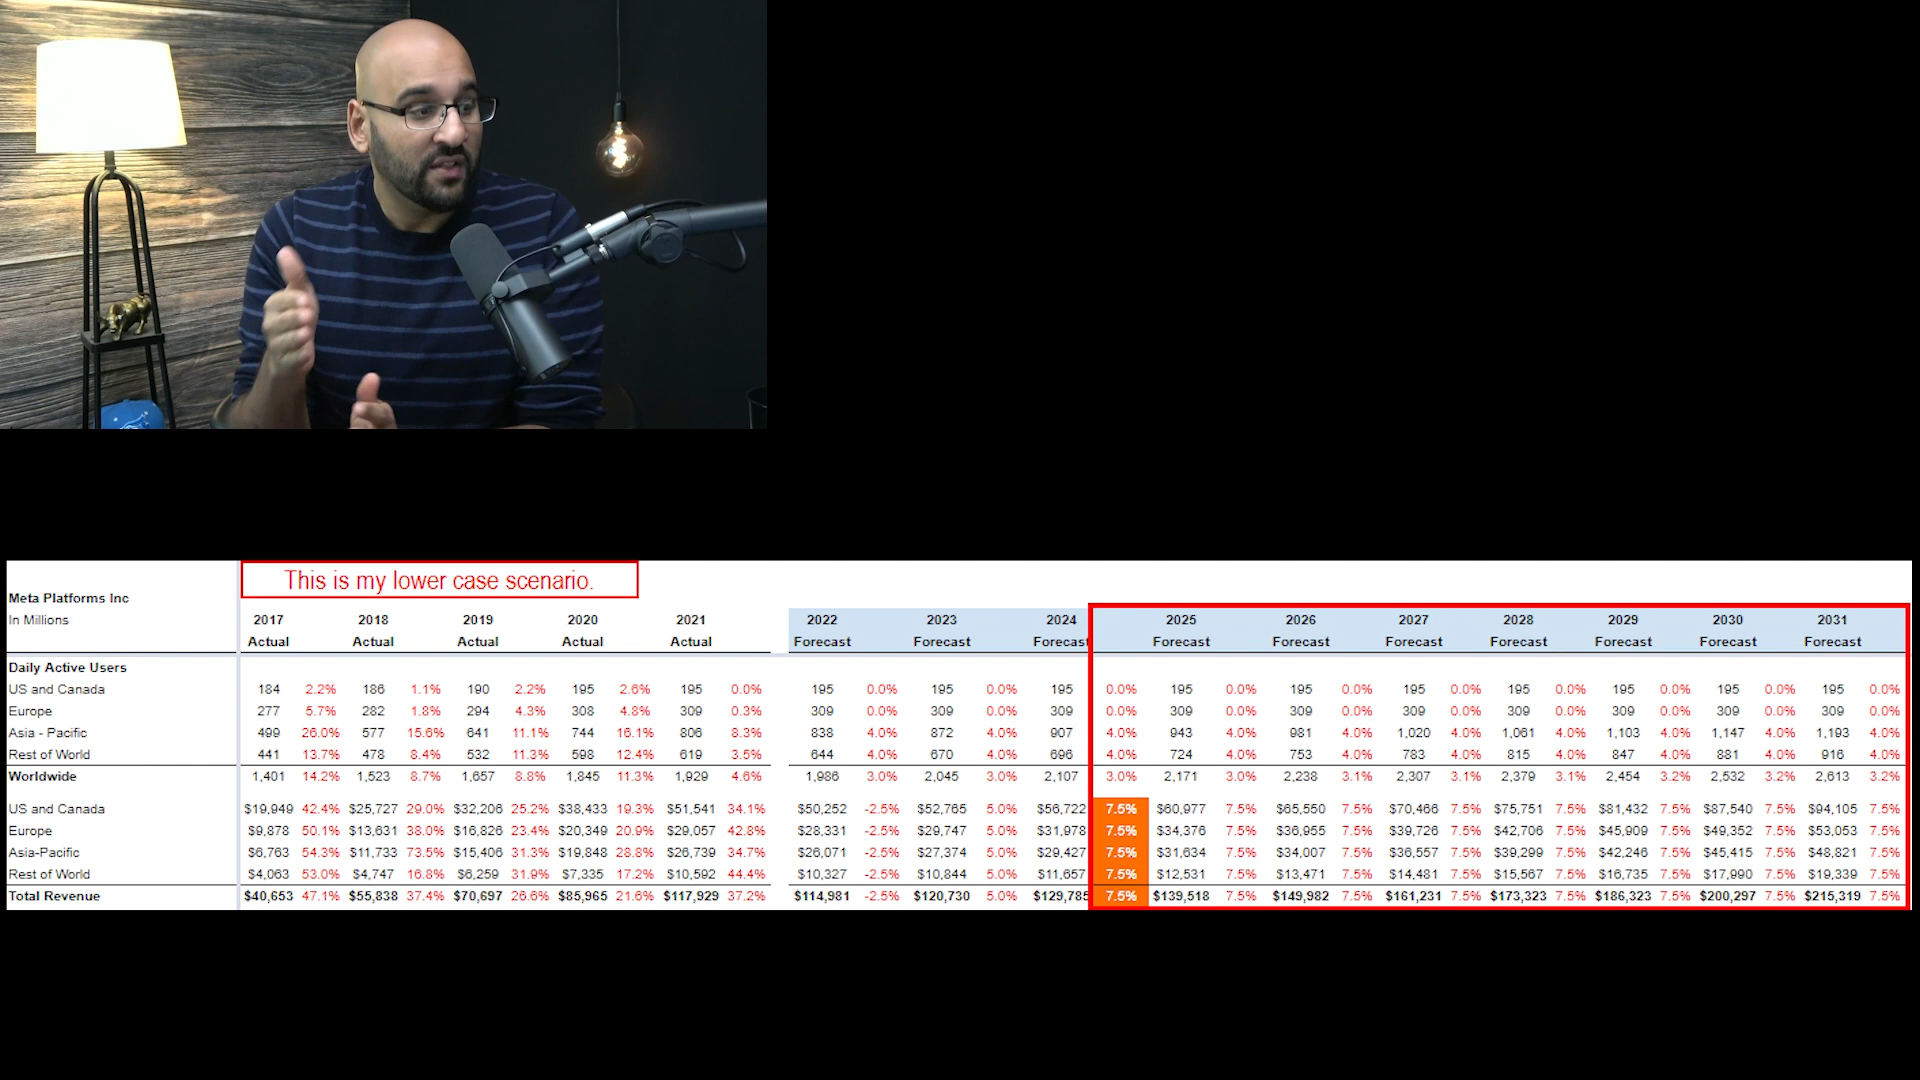 This is my lower case scenario.
Meta Platforms Inc
In Millions 2017 2018 2019 2020 2021 2022 2023 2024 2025 2026 2027 2028 2029 2030 2031
Actual Actual Actual Actual Actual Forecast Forecast Forecast Forecast Forecast Forecast Forecast Forecast Forecast Forecast
Daily Active Users
US and Canada 184 2.2% 186 1.1% 190 2.2% 195 2.6% 195 0.0% 195 0.0% 195 0.0% 195 0.0% 195 0.0% 195 0.0% 195 0.0% 195 0.0% 195 0.0% 195 0.0% 195 0.0%
Europe 277 5.7% 282 1.8% 294 4.3% 308 4.8% 309 0.3% 309 0.0% 309 0.0% 309 0.0% 309 0.0% 309 0.0% 309 0.0% 309 0.0% 309 0.0% 309 0.0% 309 0.0%
Asia - Pacific 499 26.0% 577 15.6% 641 11.1% 744 16.1% 806 8.3% 838 4.0% 872 4.0% 907 4.0% 943 4.0% 981 4.0% 1,020 4.0% 1,061 4.0% 1,103 4.0% 1,147 4.0% 1,193 4.0%
Rest of World 441 13.7% 478 8.4% 532 11.3% 598 12.4% 619 3.5% 644 4.0% 670 4.0% 696 4.0% 724 4.0% 753 4.0% 783 4.0% 815 4.0% 847 4.0% 881 4.0% 916 4.0%
Worldwide 1,401 14.2% 1,523 8.7% 1,657 8.8% 1,845 11.3% 1,929 4.6% 1,986 3.0% 2,045 3.0% 2,107 3.0% 2,171 3.0% 2,238 3.1% 2,307 3.1% 2,379 3.1% 2,454 3.2% 2,532 3.2% 2,613 3.2%
US and Canada $19,949 42.4% $25,727 29.0% $32,206 25.2% $38,433 19.3% $51,541 34.1% $50,252 -2.5% $52,765 5.0% $56,722 7.5% $60,977 7.5% $65,550 7.5% $70,466 7.5% $75,751 7.5% $81,432 7.5% $87,540 7.5% $94,105 7.5%
Europe $9,878 50.1% $13,631 38.0% $16,826 23.4% $20,349 20.9% $29,057 42.8% $28,331 -2.5% $29,747 5.0% $31,978 7.5% $34,376 7.5% $36,955 7.5% $39,726 7.5% $42,706 7.5% $45,909 7.5% $49,352 7.5% $53,053 7.5%
Asia-Pacific $6,763 54.3% $11,733 73.5% $15,406 31.3% $19,848 28.8% $26,739 34.7% $26,071 -2.5% $27,374 5.0% $29,427 7.5% $31,634 7.5% $34,007 7.5% $36,557 7.5% $39,299 7.5% $42,246 7.5% $45,415 7.5% $48,821 7.5%
Rest of World $4,063 53.0% $4,747 16.8% $6,259 31.9% $7,335 17.2% $10,592 44.4% $10,327 -2.5% $10,844 5.0% $11,657 7.5% $12,531 7.5% $13,471 7.5% $14,481 7.5% $15,567 7.5% $16,735 7.5% $17,990 7.5% $19,339 7.5%
Total Revenue $40,653 47.1% $55,838 37.4% $70,697 26.6% $85,965 21.6% $117,929 37.2% $114,981 -2.5% $120,730 5.0% $129,785 7.5% $139,518 7.5% $149,982 7.5% $161,231 7.5% $173,323 7.5% $186,323 7.5% $200,297 7.5% $215,319 7.5%